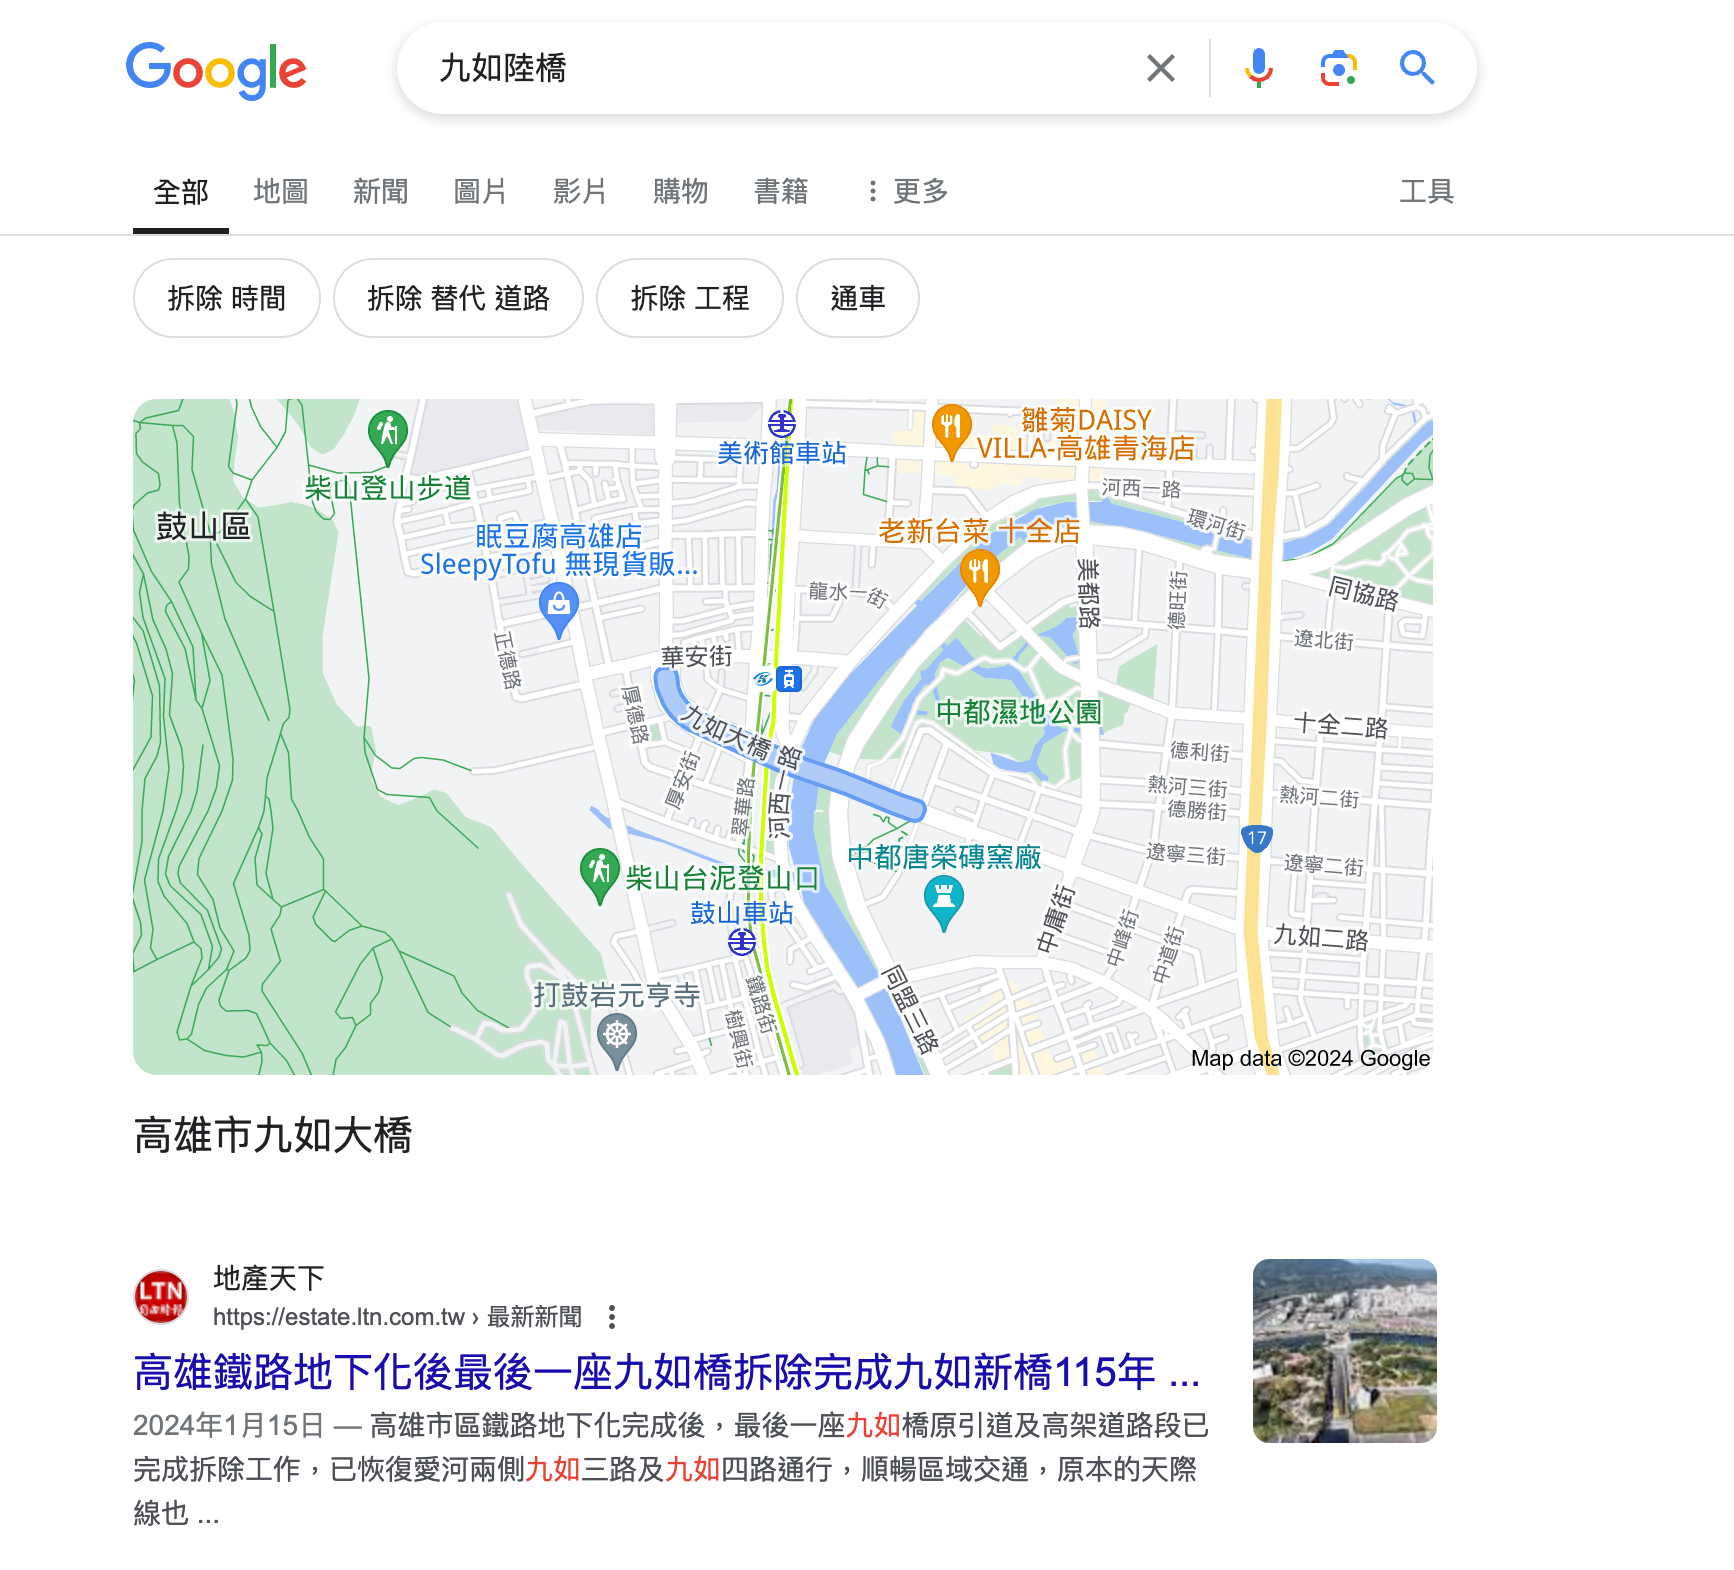 Google
九如陸橋
全部 地圖 新聞 圖片 影片 購物 書籍 更多 工具
拆除 時間
拆除 替代 道路
拆除 工程
通車
雛菊DAISY
VILLA-高雄青海店
美術館車站
柴山登山步道
河西一路
鼓山區
環河街
眠豆腐高雄店
SleepyTofu 無現貨販...
老新台菜 十全店
美都路
德旺街
同協路
龍水一街
遼北街
正德路
華安街
厚德路
九如大橋
中都濕地公園
十全二路
德利街
河西一路
厚安街
翠華路
熱河三街
熱河二街
德勝街
17
中都唐榮磚窯廠
遼寧三街
遼寧二街
柴山台泥登山口
鼓山車站
中庸街
中峰街
中道街
九如二路
打鼓岩元亨寺
鐵路街
樹興街
同盟三路
Map data ©2024 Google
高雄市九如大橋
LTN
自由時報
地產天下
https://estate.ltn.com.tw › 最新新聞
高雄鐵路地下化後最後一座九如橋拆除完成九如新橋115年 ...
2024年1月15日 — 高雄市區鐵路地下化完成後，最後一座九如橋原引道及高架道路段已
完成拆除工作，已恢復愛河兩側九如三路及九如四路通行，順暢區域交通，原本的天際
線也 ...